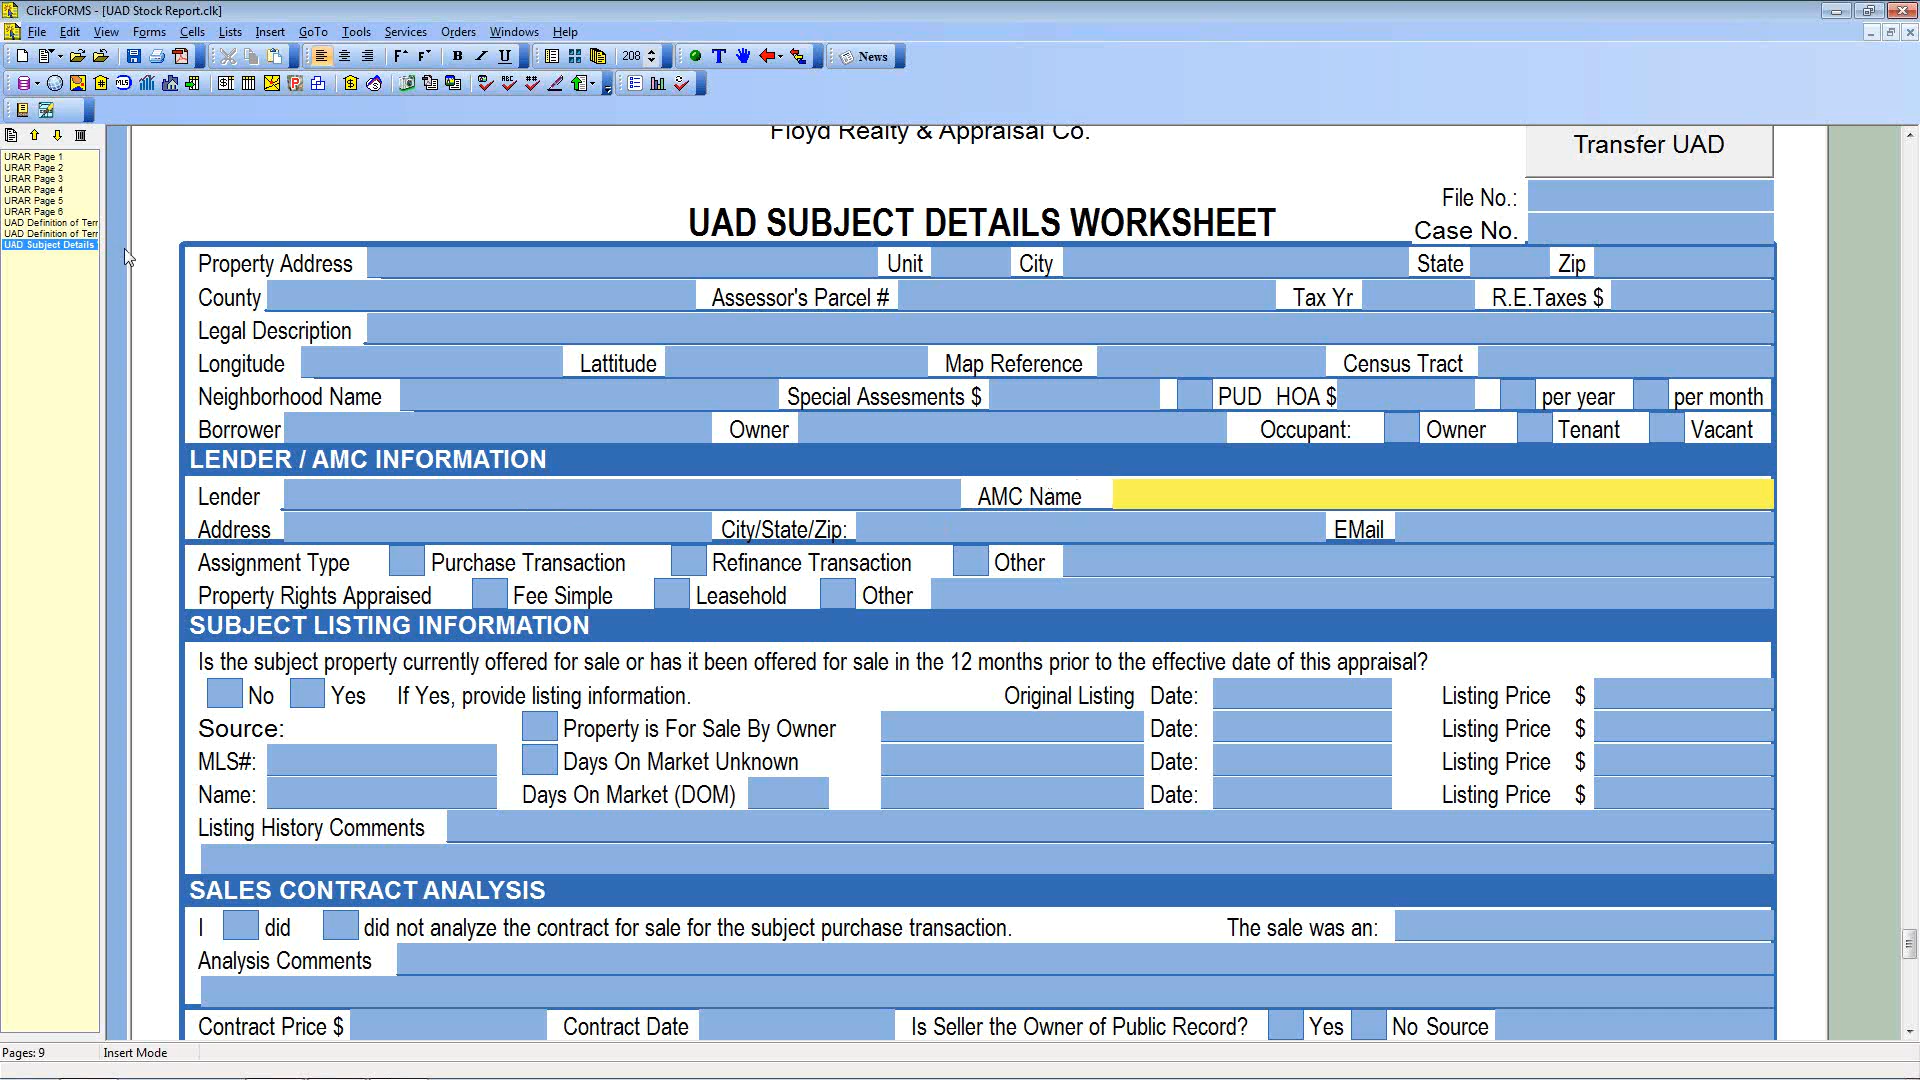 ClickFORMS - [UAD Stock Report.clk]
File Edit View Forms Cells Lists Insert GoTo Tools Services Orders Windows Help
B I U 208 T News
URAR Page 1
URAR Page 2
URAR Page 3
URAR Page 4
URAR Page 5
URAR Page 6
UAD Definition of Terr
UAD Definition of Terr
UAD Subject Details
Floyd Realty & Appraisal Co.
Transfer UAD
File No.:
UAD SUBJECT DETAILS WORKSHEET
Case No.
Property Address Unit City State Zip
County Assessor's Parcel # Tax Yr R.E.Taxes $
Legal Description
Longitude Lattitude Map Reference Census Tract
Neighborhood Name Special Assesments $ PUD HOA $ per year per month
Borrower Owner Occupant: Owner Tenant Vacant
LENDER / AMC INFORMATION
Lender AMC Name
Address City/State/Zip: EMail
Assignment Type Purchase Transaction Refinance Transaction Other
Property Rights Appraised Fee Simple Leasehold Other
SUBJECT LISTING INFORMATION
Is the subject property currently offered for sale or has it been offered for sale in the 12 months prior to the effective date of this appraisal?
No Yes If Yes, provide listing information. Original Listing Date: Listing Price $
Source: Property is For Sale By Owner Date: Listing Price $
MLS#: Days On Market Unknown Date: Listing Price $
Name: Days On Market (DOM) Date: Listing Price $
Listing History Comments
SALES CONTRACT ANALYSIS
I did did not analyze the contract for sale for the subject purchase transaction. The sale was an:
Analysis Comments
Contract Price $ Contract Date Is Seller the Owner of Public Record? Yes No Source
Pages: 9 Insert Mode